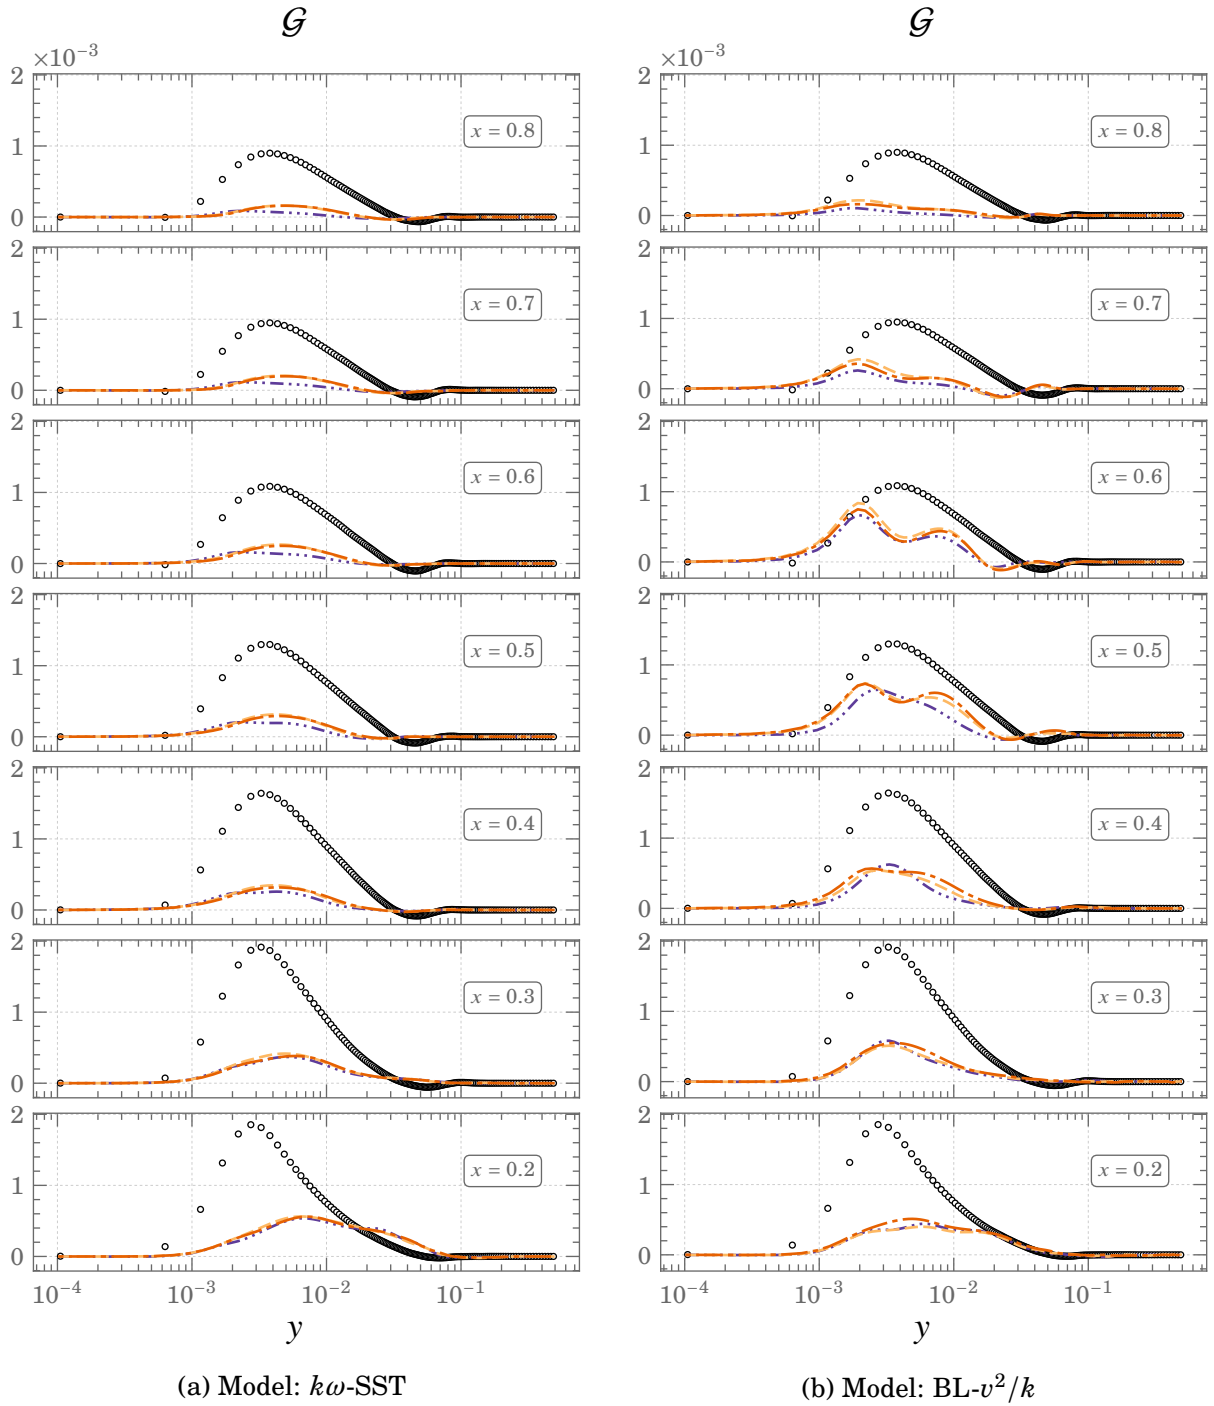 𝒢 𝒢
×10⁻³ ×10⁻³
2 2
x = 0.8 x = 0.8
1 1
0 0
2 2
x = 0.7 x = 0.7
1 1
0 0
2 2
x = 0.6 x = 0.6
1 1
0 0
2 2
x = 0.5 x = 0.5
1 1
0 0
2 2
x = 0.4 x = 0.4
1 1
0 0
2 2
x = 0.3 x = 0.3
1 1
0 0
2 2
x = 0.2 x = 0.2
1 1
0 0
10⁻⁴ 10⁻³ 10⁻² 10⁻¹ 10⁻⁴ 10⁻³ 10⁻² 10⁻¹
y y
(a) Model: kω-SST (b) Model: BL-v²/k